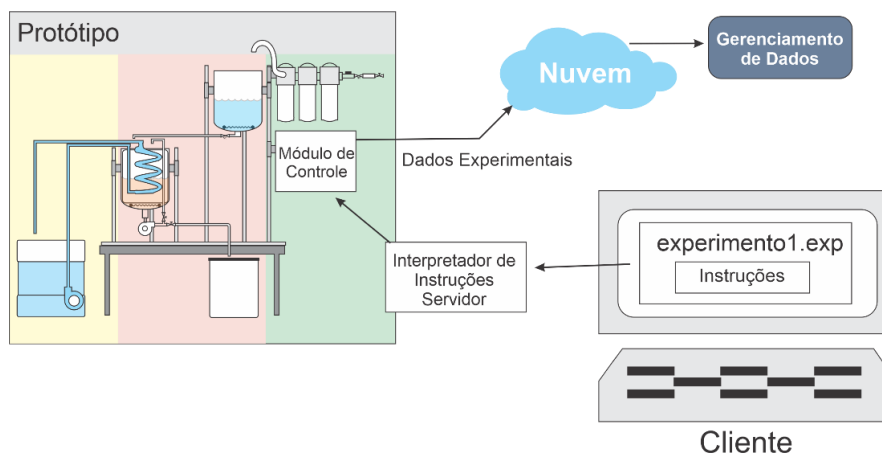 Protótipo
Nuvem
Gerenciamento
de Dados
Módulo de
Controle
Dados Experimentais
Interpretador de
Instruções
Servidor
experimento1.exp
Instruções
Cliente